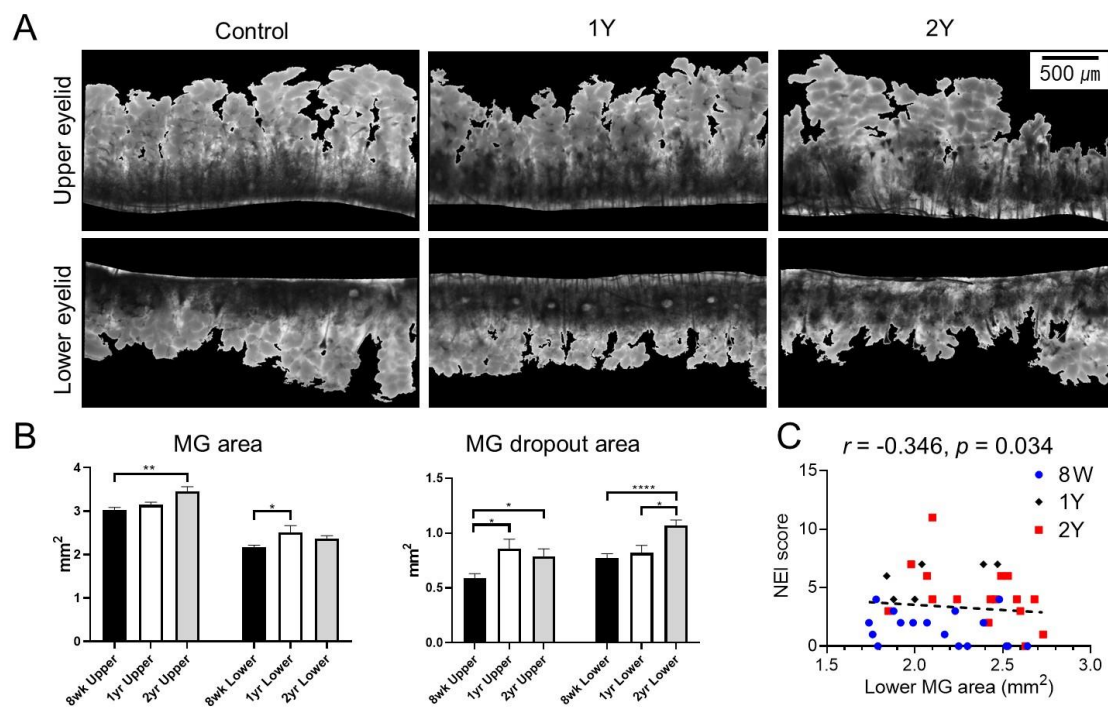 A
Control
1Y
2Y
Upper eyelid
500 ㎛
Lower eyelid
B
MG area
mm²
4
3
2
1
0
**
*
8wk Upper
1yr Upper
2yr Upper
8wk Lower
1yr Lower
2yr Lower
MG dropout area
mm²
1.5
1.0
0.5
0.0
*
*
****
*
8wk Upper
1yr Upper
2yr Upper
8wk Lower
1yr Lower
2yr Lower
C
r = -0.346, p = 0.034
8W
1Y
2Y
NEI score
15
10
5
0
1.5 2.0 2.5 3.0
Lower MG area (mm²)